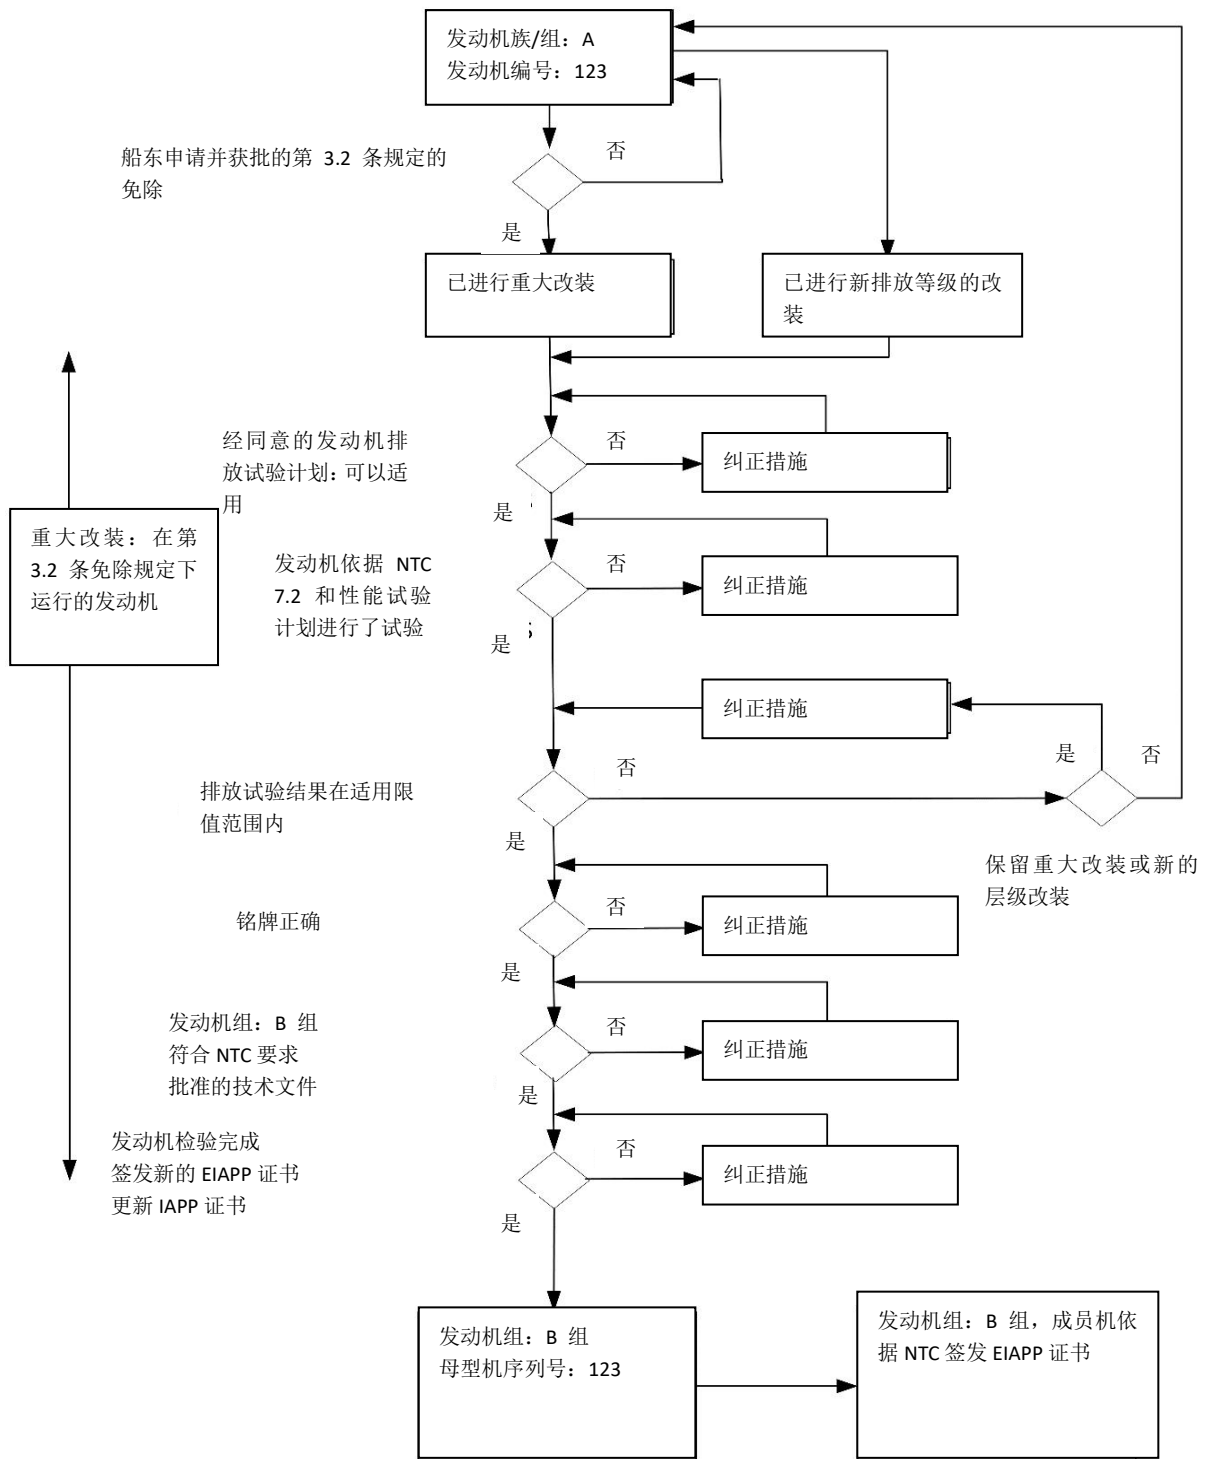 发动机族/组：A
发动机编号：123
船东申请并获批的第 3.2 条规定的
免除
否
是
已进行重大改装
已进行新排放等级的改
装
经同意的发动机排
放试验计划：可以适
用
否
纠正措施
是
重大改装：在第
3.2 条免除规定下
运行的发动机
发动机依据 NTC
7.2 和性能试验
计划进行了试验
否
纠正措施
是
纠正措施
是
否
排放试验结果在适用限
值范围内
否
是
保留重大改装或新的
层级改装
铭牌正确
否
纠正措施
是
发动机组：B 组
符合 NTC 要求
批准的技术文件
否
纠正措施
是
发动机检验完成
签发新的 EIAPP 证书
更新 IAPP 证书
否
纠正措施
是
发动机组：B 组
母型机序列号：123
发动机组：B 组，成员机依
据 NTC 签发 EIAPP 证书